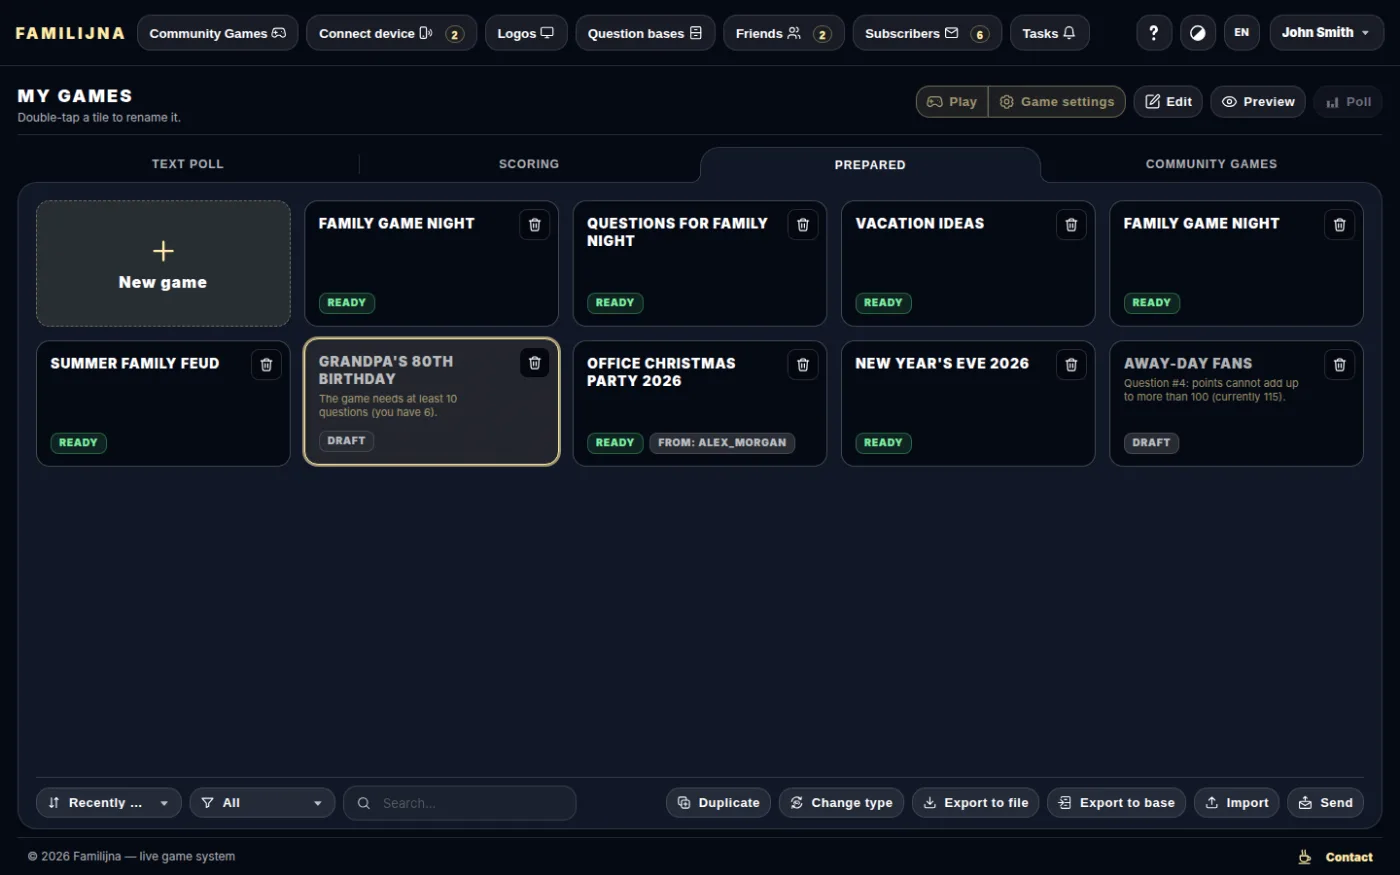 FAMILIJNA
Community Games
Connect device 2
Logos
Question bases
Friends 2
Subscribers 6
Tasks
?
EN
John Smith
MY GAMES
Double-tap a tile to rename it.
Play
Game settings
Edit
Preview
Poll
TEXT POLL
SCORING
PREPARED
COMMUNITY GAMES
New game
FAMILY GAME NIGHT
READY
QUESTIONS FOR FAMILY
NIGHT
READY
VACATION IDEAS
READY
FAMILY GAME NIGHT
READY
SUMMER FAMILY FEUD
READY
GRANDPA'S 80TH
BIRTHDAY
The game needs at least 10
questions (you have 6).
DRAFT
OFFICE CHRISTMAS
PARTY 2026
READY
FROM: ALEX_MORGAN
NEW YEAR'S EVE 2026
READY
AWAY-DAY FANS
Question #4: points cannot add up
to more than 100 (currently 115).
DRAFT
Recently ...
All
Search...
Duplicate
Change type
Export to file
Export to base
Import
Send
© 2026 Familijna — live game system
Contact